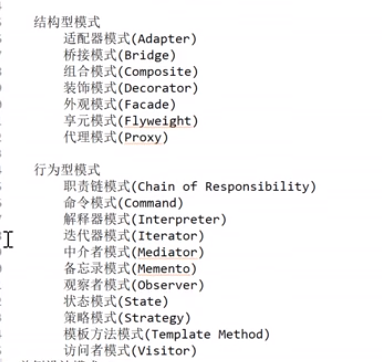 结构型模式
适配器模式(Adapter)
桥接模式(Bridge)
组合模式(Composite)
装饰模式(Decorator)
外观模式(Facade)
享元模式(Flyweight)
代理模式(Proxy)
行为型模式
职责链模式(Chain of Responsibility)
命令模式(Command)
解释器模式(Interpreter)
迭代器模式(Iterator)
中介者模式(Mediator)
备忘录模式(Memento)
观察者模式(Observer)
状态模式(State)
策略模式(Strategy)
模板方法模式(Template Method)
访问者模式(Visitor)